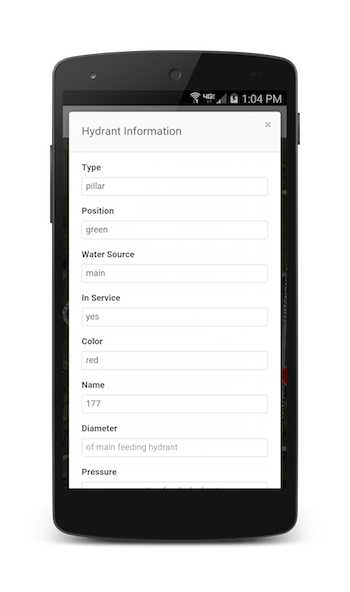 4G
1:04 PM
Hydrant Information
×
Type
pillar
Position
green
Water Source
main
In Service
yes
Color
red
Name
177
Diameter
of main feeding hydrant
Pressure